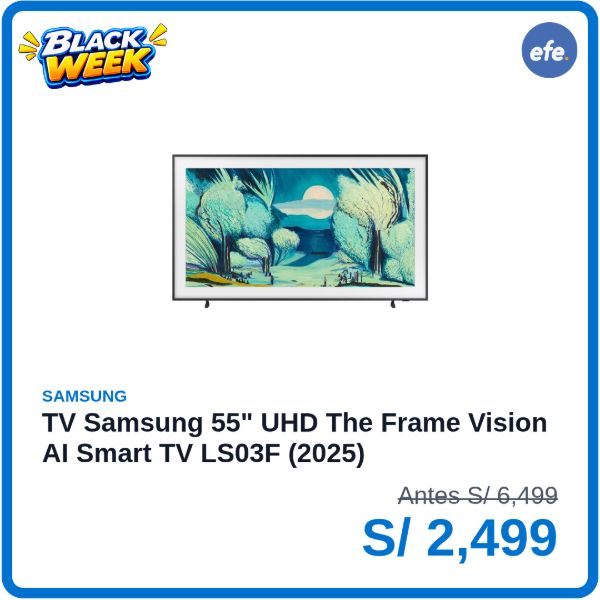 BLACK
WEEK
efe.
SAMSUNG
TV Samsung 55" UHD The Frame Vision
AI Smart TV LS03F (2025)
Antes S/ 6,499
S/ 2,499